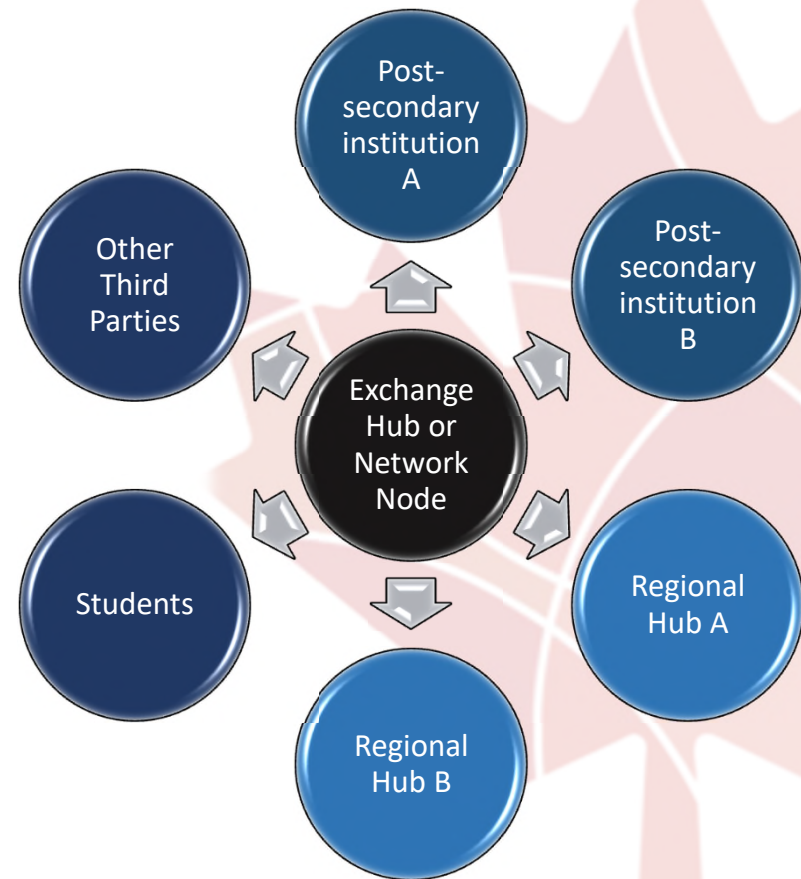 Post-
secondary
institution
A
Post-
secondary
institution
B
Other
Third
Parties
Exchange
Hub or
Network
Node
Students
Regional
Hub A
Regional
Hub B